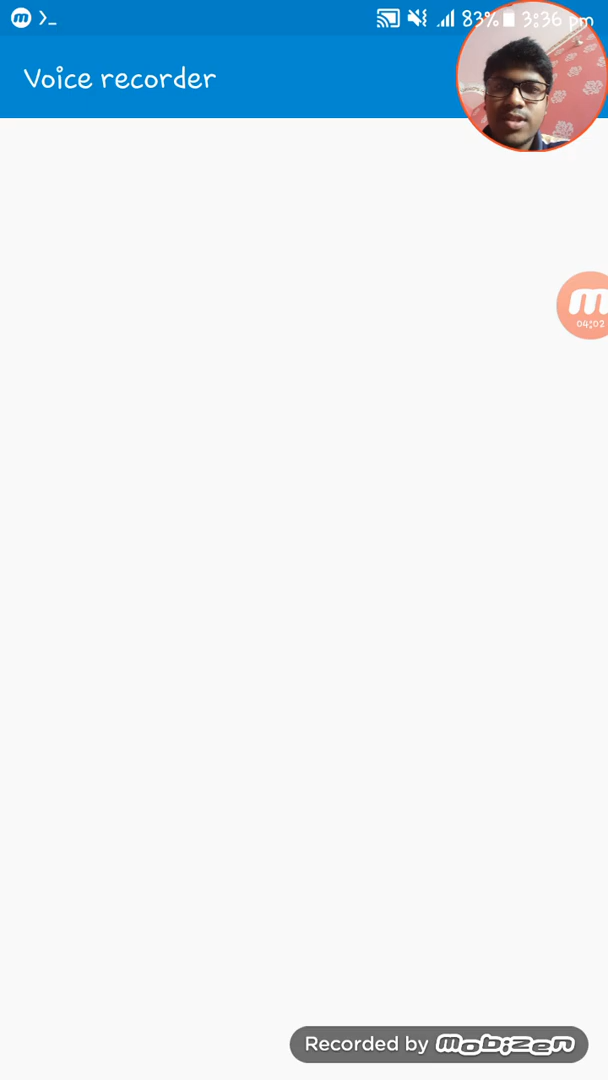 m >_ 83% 3:36 pm
Voice recorder
m
04:02
Recorded by mobizen